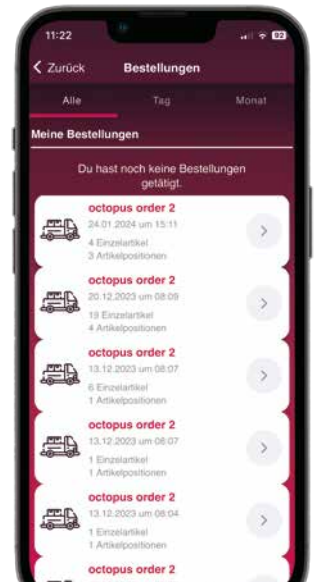 11:22
92
Zurück Bestellungen
Alle Tag Monat
Meine Bestellungen
Du hast noch keine Bestellungen
getätigt.
octopus order 2
24.01.2024 um 15:11
4 Einzelartikel
3 Artikelpositionen
octopus order 2
20.12.2023 um 08:09
19 Einzelartikel
4 Artikelpositionen
octopus order 2
13.12.2023 um 08:07
6 Einzelartikel
1 Artikelpositionen
octopus order 2
13.12.2023 um 08:07
1 Einzelartikel
1 Artikelpositionen
octopus order 2
13.12.2023 um 08:04
1 Einzelartikel
1 Artikelpositionen
octopus order 2